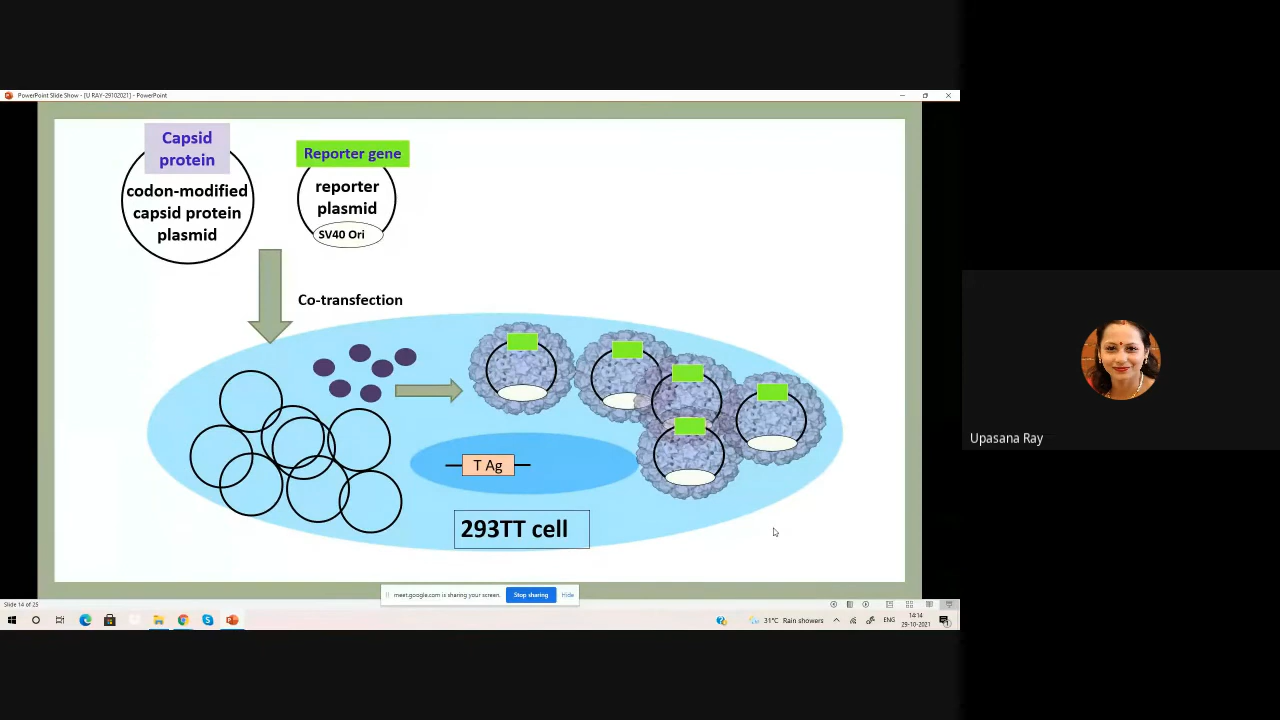 PowerPoint Slide Show - [U RAY-29102021] - PowerPoint
Capsid
protein
codon-modified
capsid protein
plasmid
Reporter gene
reporter
plasmid
SV40 Ori
Co-transfection
T Ag
293TT cell
meet.google.com is sharing your screen.
Stop sharing
Hide
Slide 14 of 25
31°C Rain showers
ENG
14:14
29-10-2021
Upasana Ray